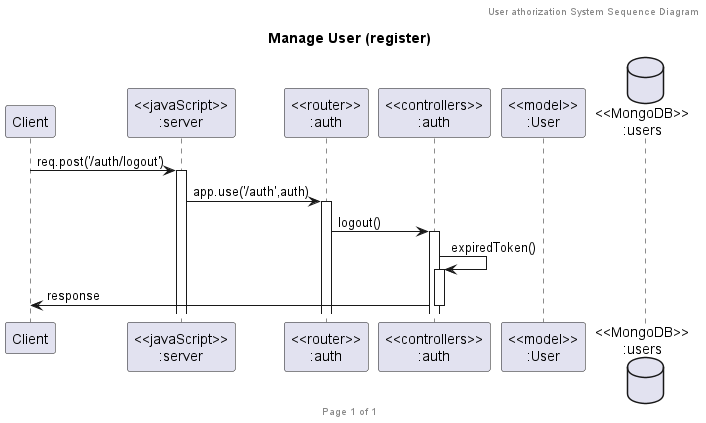 User athorization System Sequence Diagram
Manage User (register)
Client
<<javaScript>>
:server
<<router>>
:auth
<<controllers>>
:auth
<<model>>
:User
<<MongoDB>>
:users
req.post('/auth/logout')
app.use('/auth',auth)
logout()
expiredToken()
response
Client
<<javaScript>>
:server
<<router>>
:auth
<<controllers>>
:auth
<<model>>
:User
<<MongoDB>>
:users
Page 1 of 1